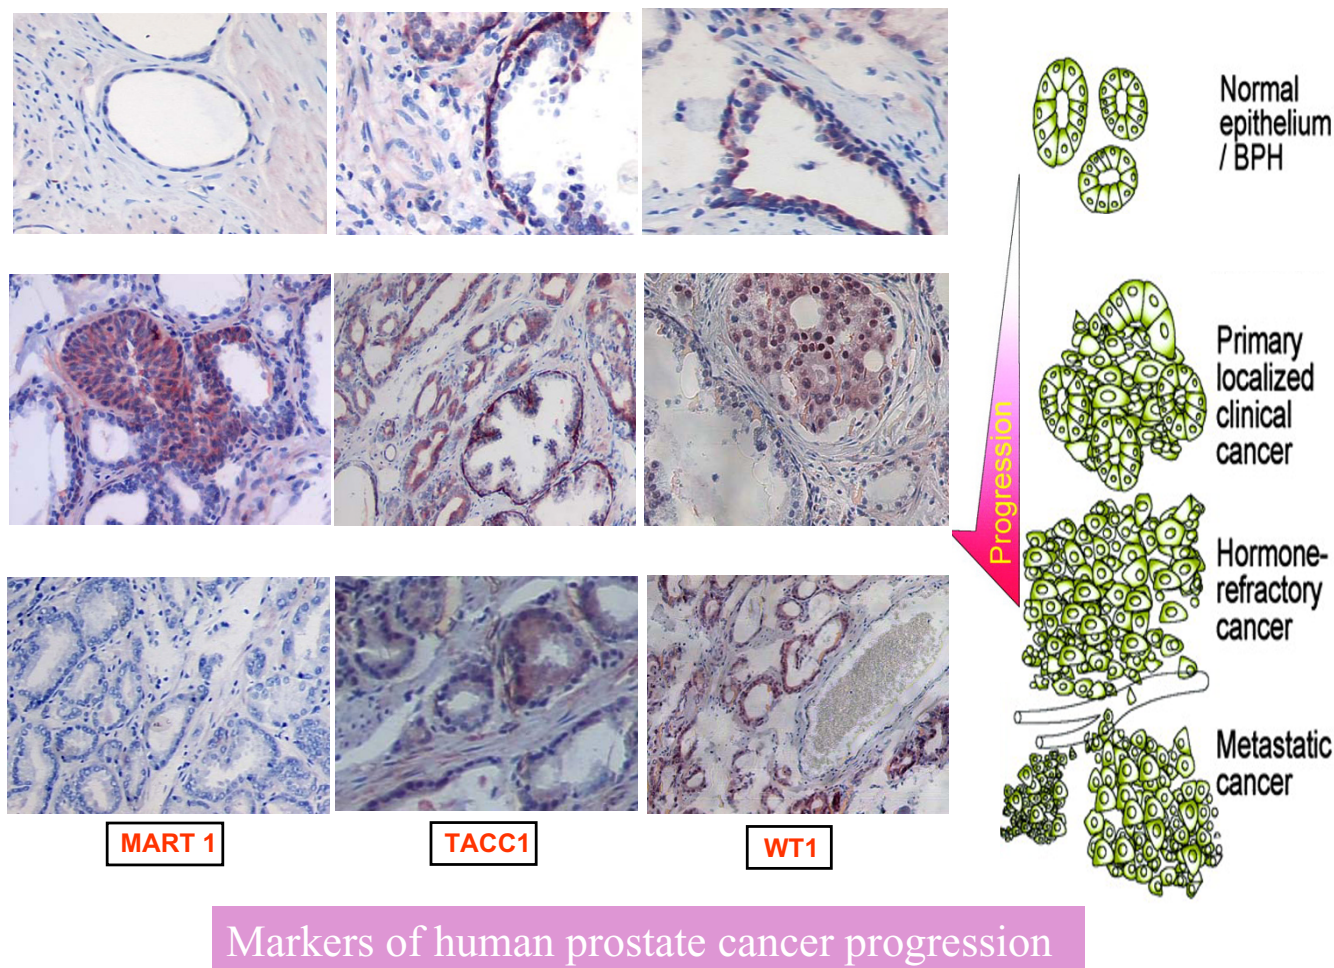 Normal
epithelium
/ BPH
Primary
localized
clinical
cancer
Progression
Hormone-
refractory
cancer
Metastatic
cancer
MART 1
TACC1
WT1
Markers of human prostate cancer progression